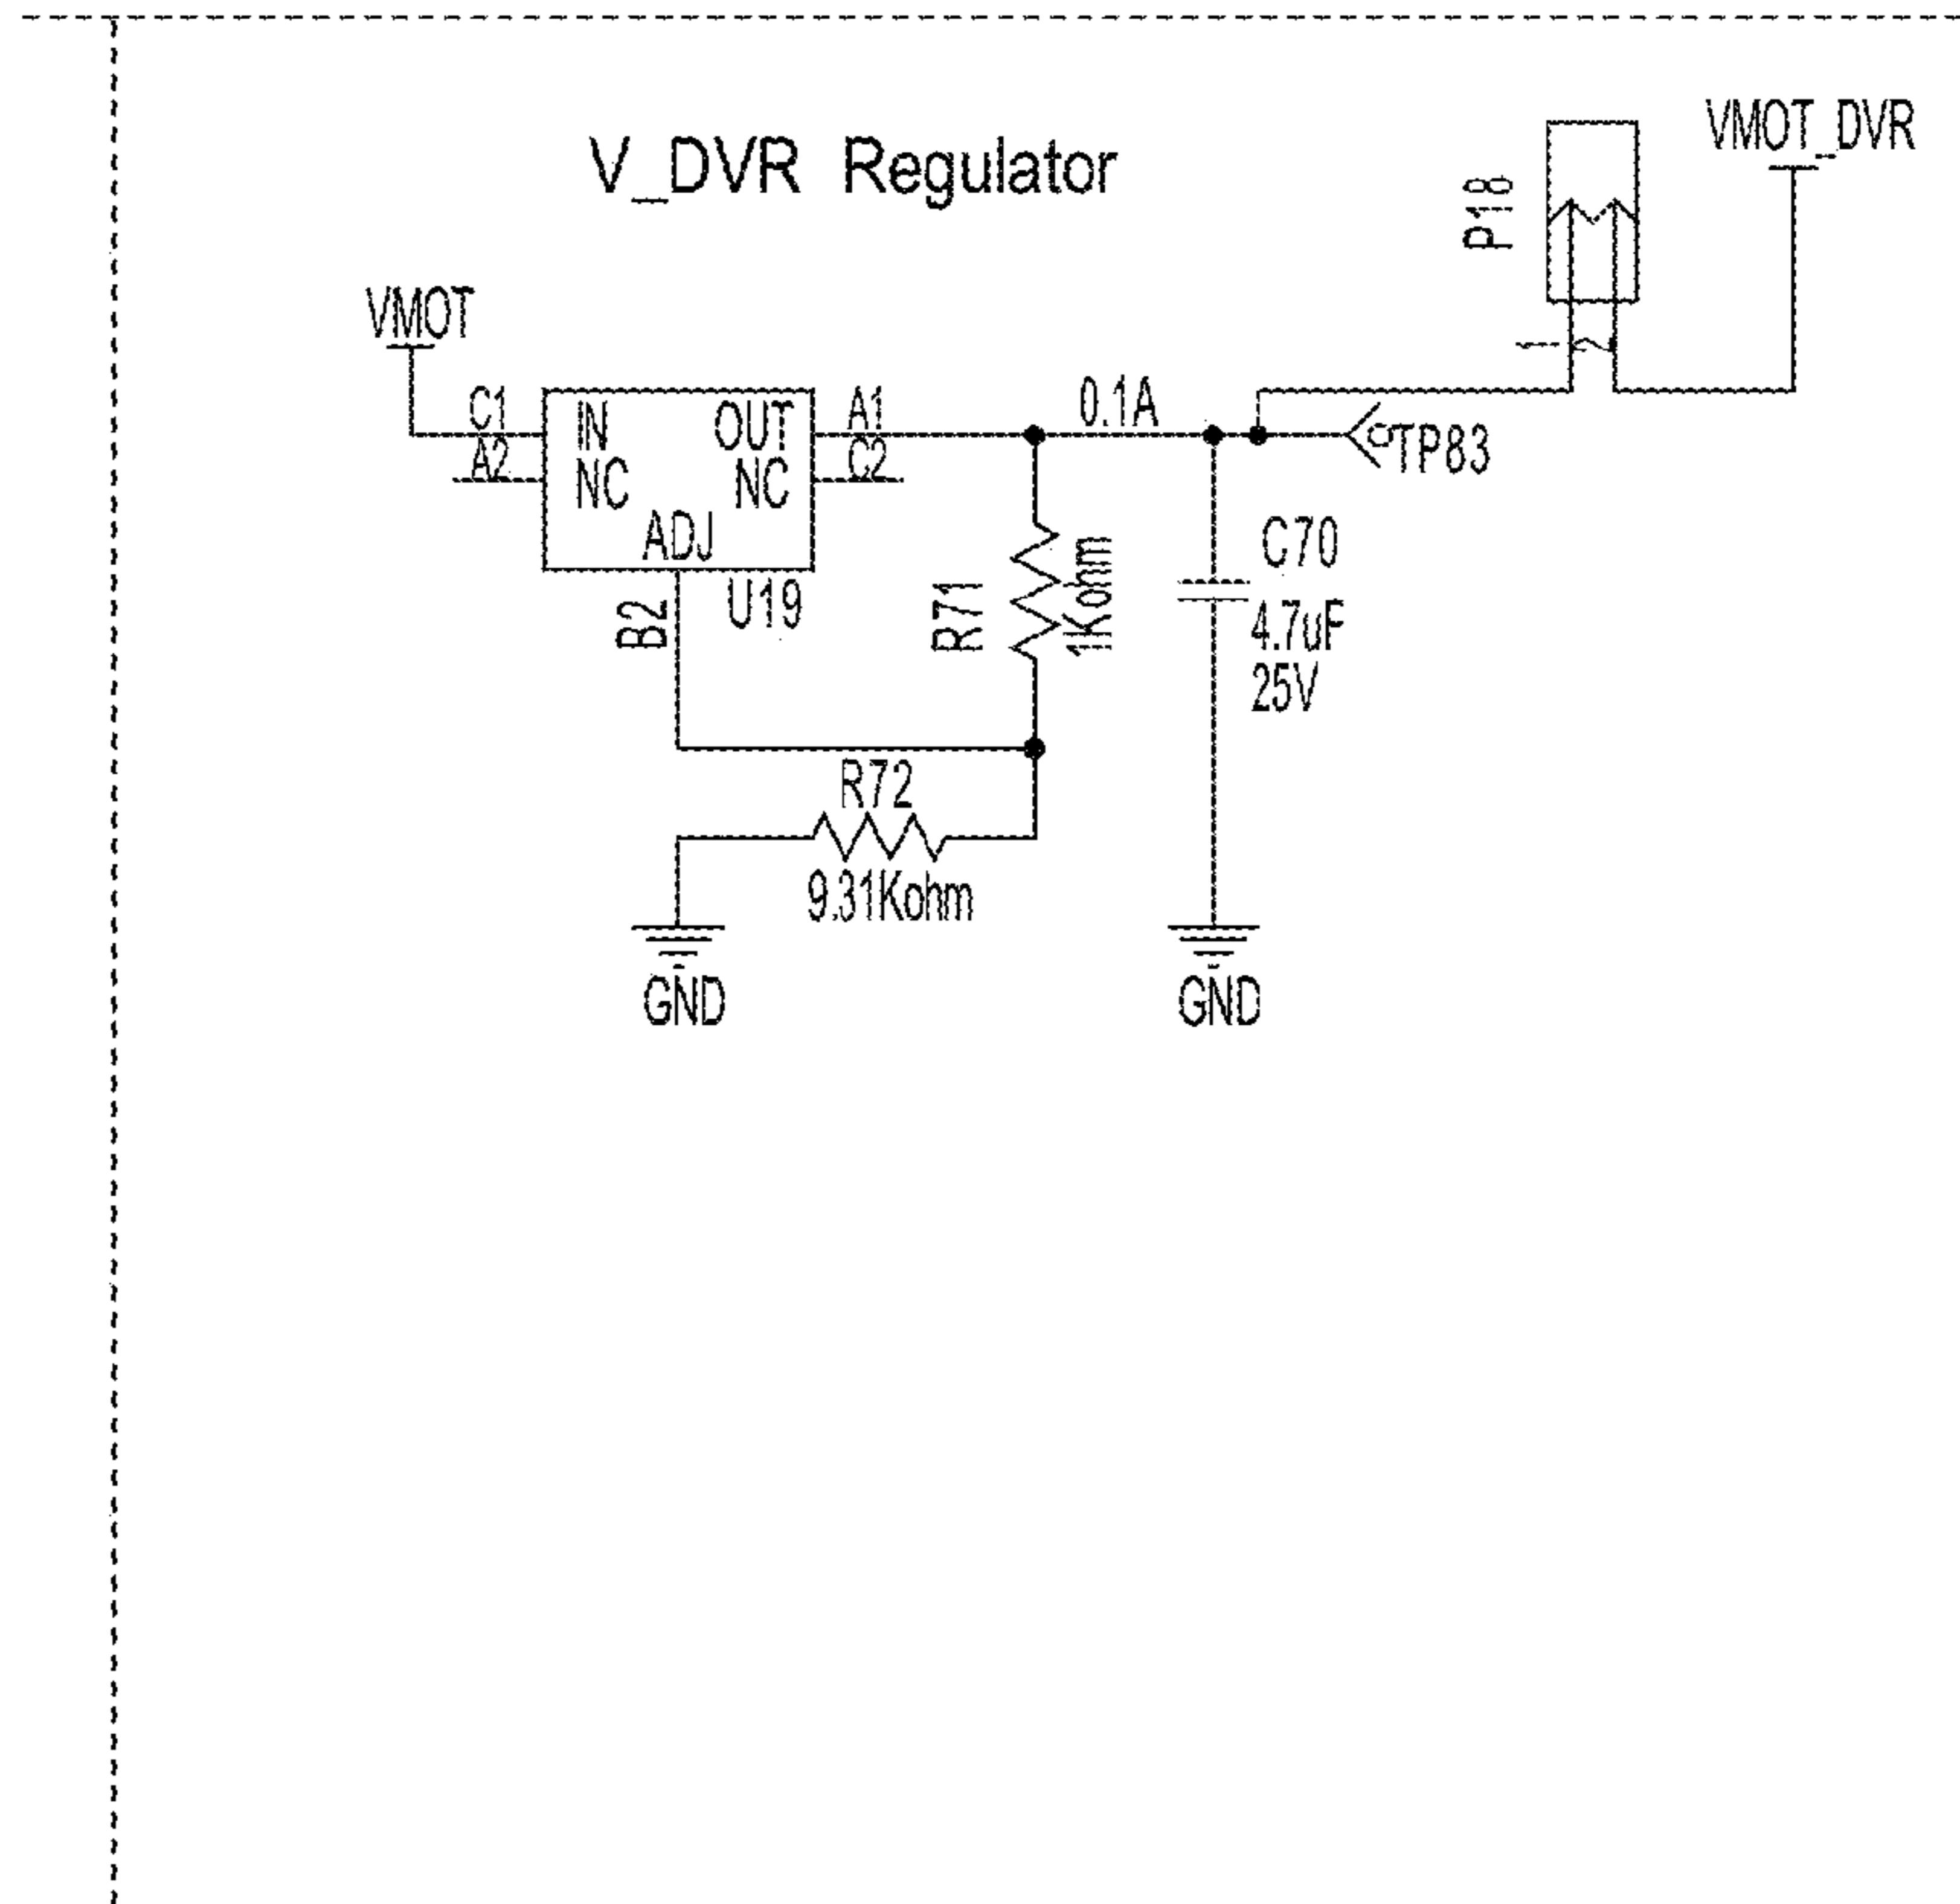 V_DVR Regulator
VMOT_DVR
P18
1 2
VMOT
C1 IN OUT A1
A2 NC NC C2
ADJ
U19
B2
0.1A
TP83
R71
1Kohm
C70
4.7uF
25V
R72
9.31Kohm
GND
GND